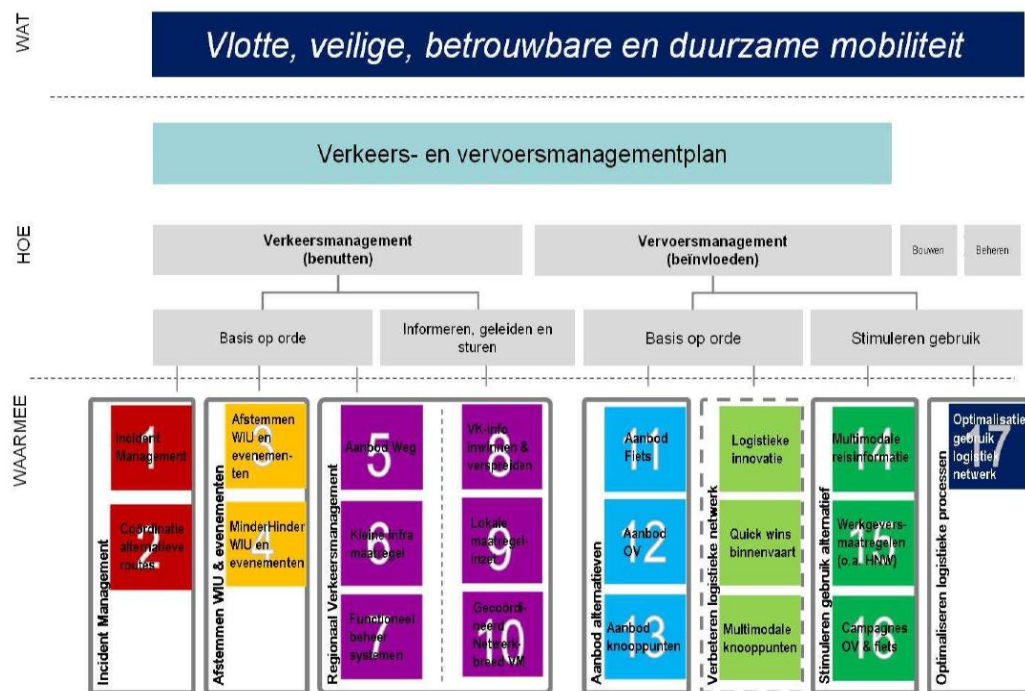 WAT
Vlotte, veilige, betrouwbare en duurzame mobiliteit
Verkeers- en vervoersmanagementplan
HOE
Verkeersmanagement
(benutten)
Vervoersmanagement
(beïnvloeden)
Bouwen
Beheren
Basis op orde
Informeren, geleiden en
sturen
Basis op orde
Stimuleren gebruik
WAARMEE
Incident Management
1
Incident
Management
2
Coördinatie
alternatieve
routes
Afstemmen WIU & evenementen
3
Afstemmen
WIU en
evenemen-
ten
4
MinderHinder
WIU en
evenementen
Regionaal Verkeersmanagement
5
Aanbod Weg
6
Kleine infra
maatregel
7
Functioneel
beheer
systemen
8
VK-info
inwinnen &
verspreiden
9
Lokale
maatregel-
inzet
10
Gecoördi-
neerd
Netwerk-
breed VM
Aanbod alternatieven
11
Aanbod
Fiets
12
Aanbod
OV
13
Aanbod
knooppunten
Verbeteren logistieke netwerk
Logistieke
innovatie
Quick wins
binnenvaart
Multimodale
knooppunten
Stimuleren gebruik alternatief
14
Multimodale
reisinformatie
15
Werkgevers-
maatregelen
(o.a. HNW)
16
Campagnes
OV & fiets
Optimaliseren logistieke processen
17
Optimalisatie
gebruik
logistiek
netwerk